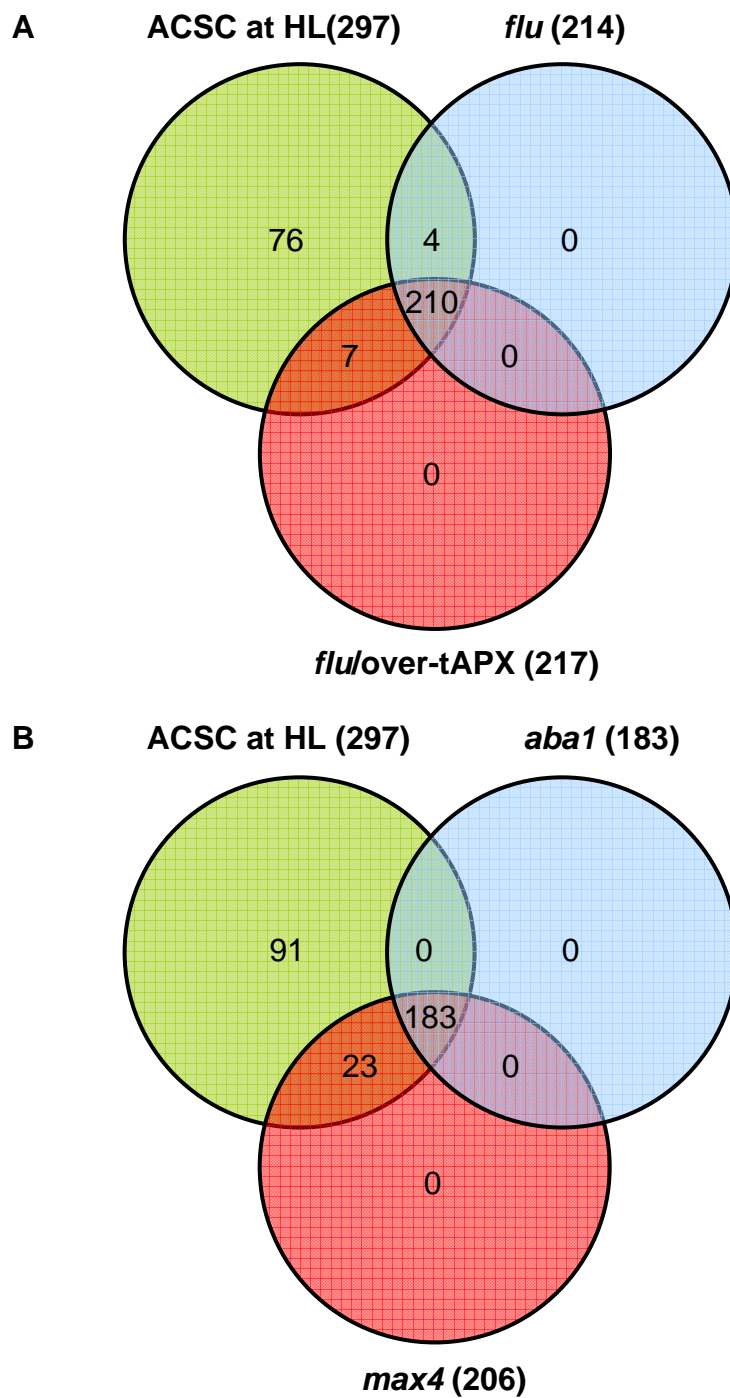 A
ACSC at HL(297)
flu (214)
76
4
0
210
7
0
0
flu/over-tAPX (217)
B
ACSC at HL (297)
aba1 (183)
91
0
0
183
23
0
0
max4 (206)